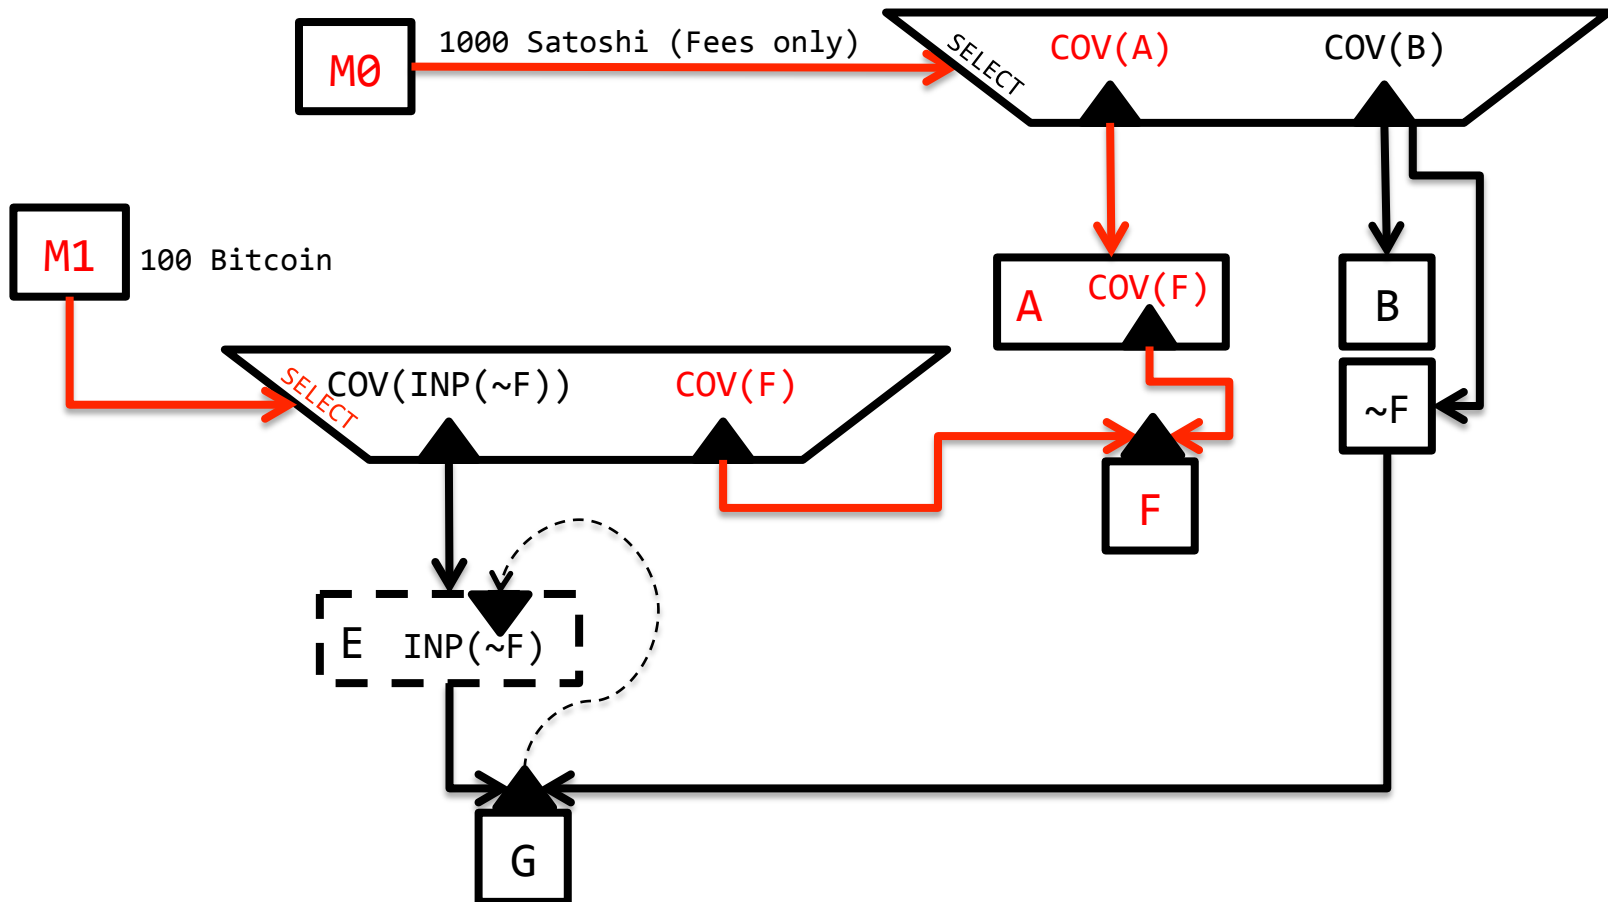 M0
1000 Satoshi (Fees only)
SELECT
COV(A)
COV(B)
M1
100 Bitcoin
A
COV(F)
B
SELECT
COV(INP(~F))
COV(F)
~F
F
E
INP(~F)
G